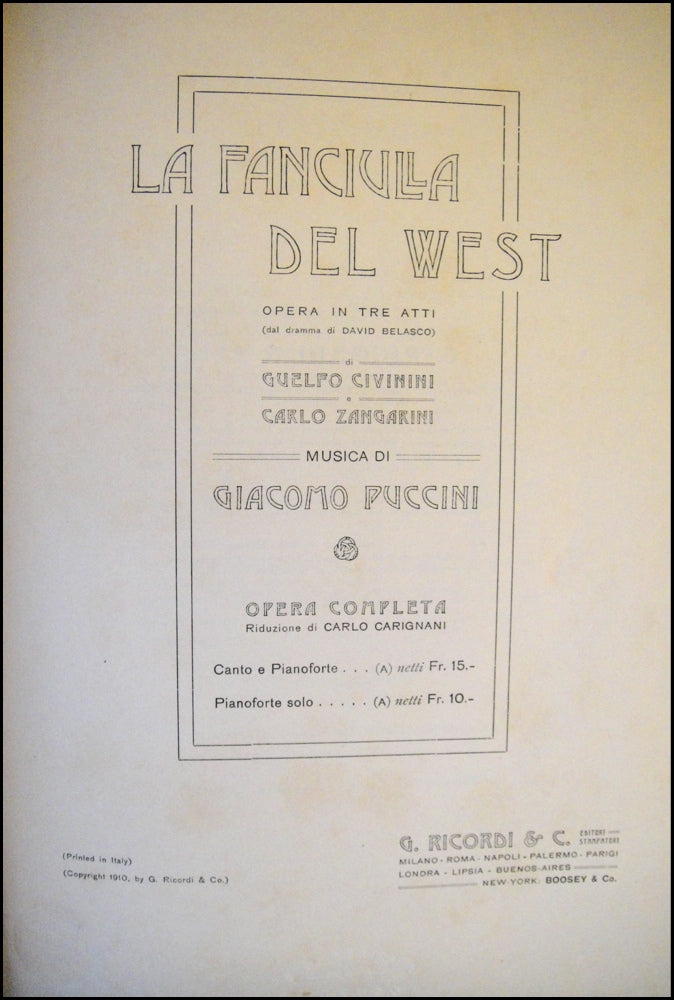 LA FANCIULLA
DEL WEST
OPERA IN TRE ATTI
(dal dramma di DAVID BELASCO)
di
GUELFO CIVININI
e
CARLO ZANGARINI
MUSICA DI
GIACOMO PUCCINI
OPERA COMPLETA
Riduzione di CARLO CARIGNANI
Canto e Pianoforte . . . (A) netti Fr. 15.-
Pianoforte solo . . . . . (A) netti Fr. 10.-
(Printed in Italy)
(Copyright 1910, by G. Ricordi & Co.)
G. RICORDI & C. EDITORI STAMPATORI
MILANO - ROMA - NAPOLI - PALERMO - PARIGI
LONDRA - LIPSIA - BUENOS-AIRES
NEW-YORK: BOOSEY & Co.